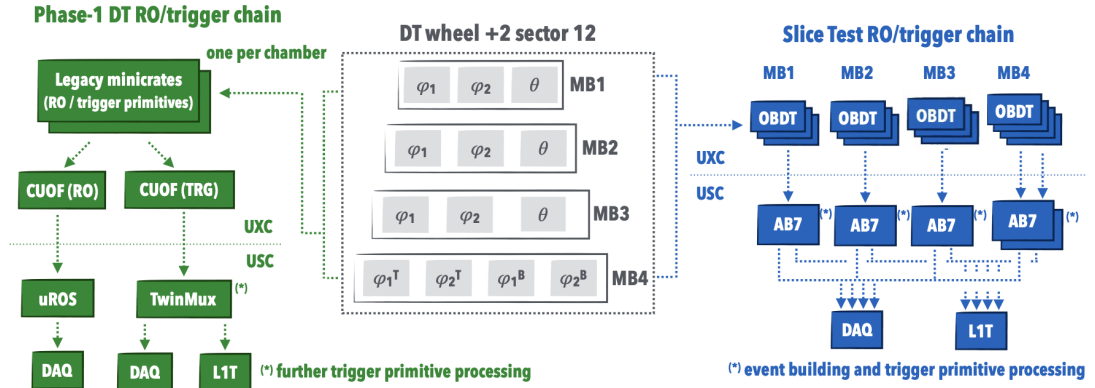 Phase-1 DT RO/trigger chain
one per chamber
Legacy minicrates
(RO / trigger primitives)
CUOF (RO)
CUOF (TRG)
UXC
USC
uROS
TwinMux
(*)
DAQ
DAQ
L1T
(*) further trigger primitive processing
DT wheel +2 sector 12
φ1 φ2 θ MB1
φ1 φ2 θ MB2
φ1 φ2 θ MB3
φ1ᵀ φ2ᵀ φ1ᴮ φ2ᴮ MB4
Slice Test RO/trigger chain
MB1 MB2 MB3 MB4
OBDT OBDT OBDT OBDT
UXC
USC
AB7 (*) AB7 (*) AB7 (*) AB7 (*)
DAQ
L1T
(*) event building and trigger primitive processing